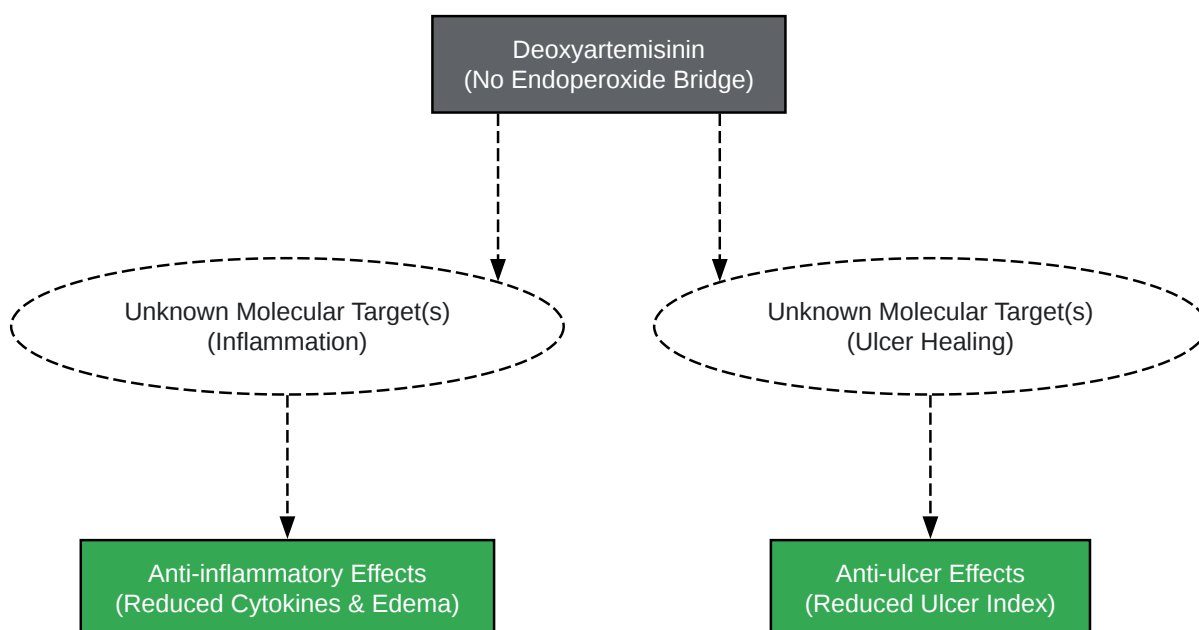 Deoxyartemisinin
(No Endoperoxide Bridge)
Unknown Molecular Target(s)
(Inflammation)
Unknown Molecular Target(s)
(Ulcer Healing)
Anti-inflammatory Effects
(Reduced Cytokines & Edema)
Anti-ulcer Effects
(Reduced Ulcer Index)